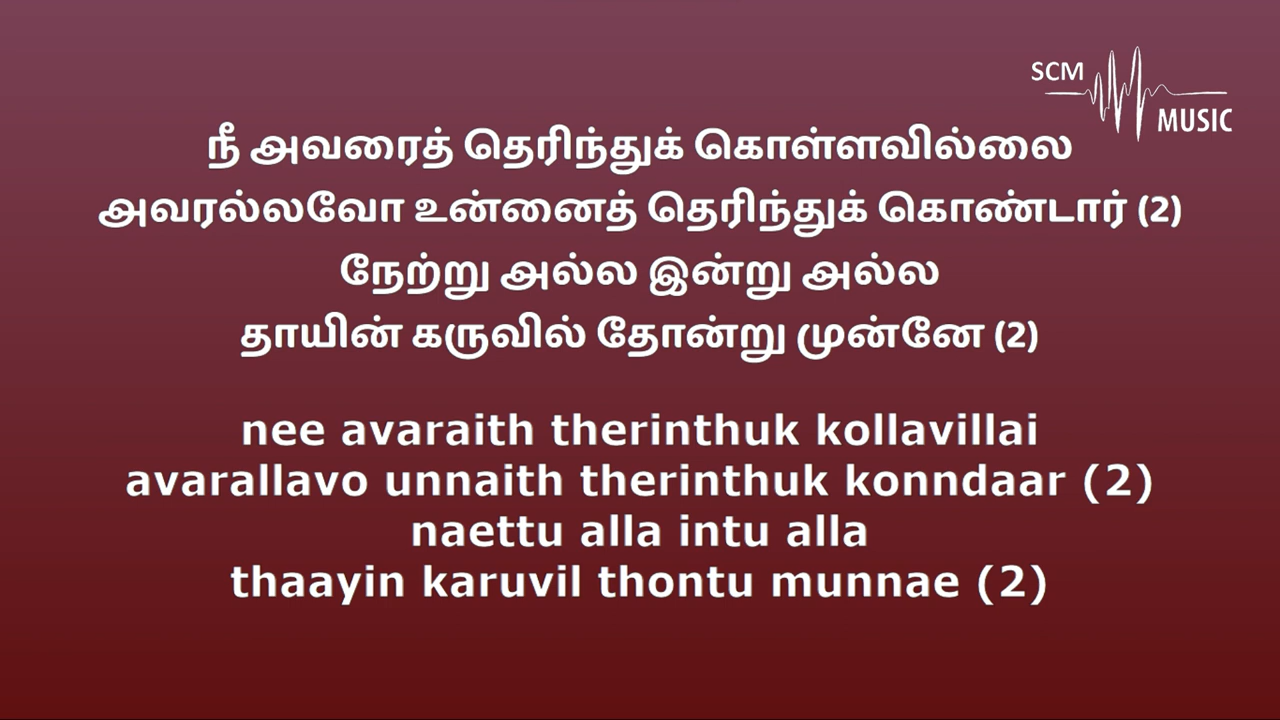 SCM
MUSIC
நீ அவரைத் தெரிந்துக் கொள்ளவில்லை
அவரல்லவோ உன்னைத் தெரிந்துக் கொண்டார் (2)
நேற்று அல்ல இன்று அல்ல
தாயின் கருவில் தோன்று முன்னே (2)
nee avaraith therinthuk kollavillai
avarallavo unnaith therinthuk konndaar (2)
naettu alla intu alla
thaayin karuvil thontu munnae (2)